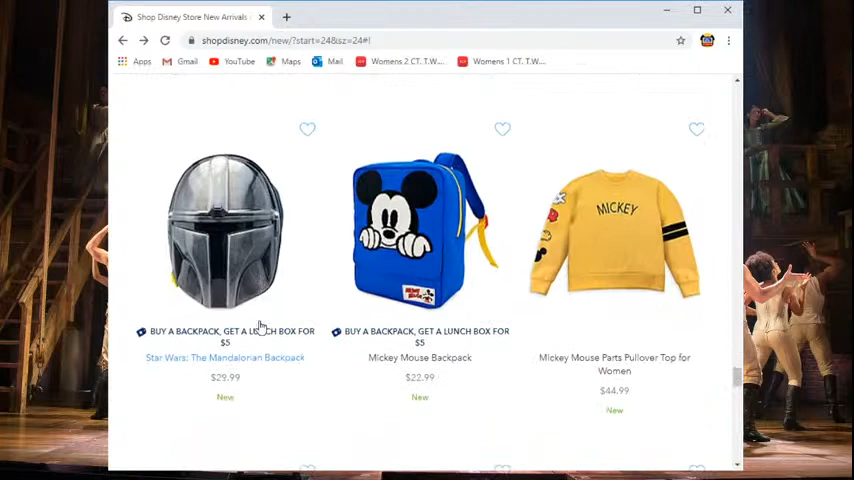 Shop Disney Store New Arrivals
shopdisney.com/new/?start=24&sz=24#!
Apps
Gmail
YouTube
Maps
Mail
Womens 2 CT. T.W...
Womens 1 CT. T.W...
BUY A BACKPACK, GET A LUNCH BOX FOR
$5
Star Wars: The Mandalorian Backpack
$29.99
New
BUY A BACKPACK, GET A LUNCH BOX FOR
$5
Mickey Mouse Backpack
$22.99
New
MICKEY
Mickey Mouse Parts Pullover Top for
Women
$44.99
New